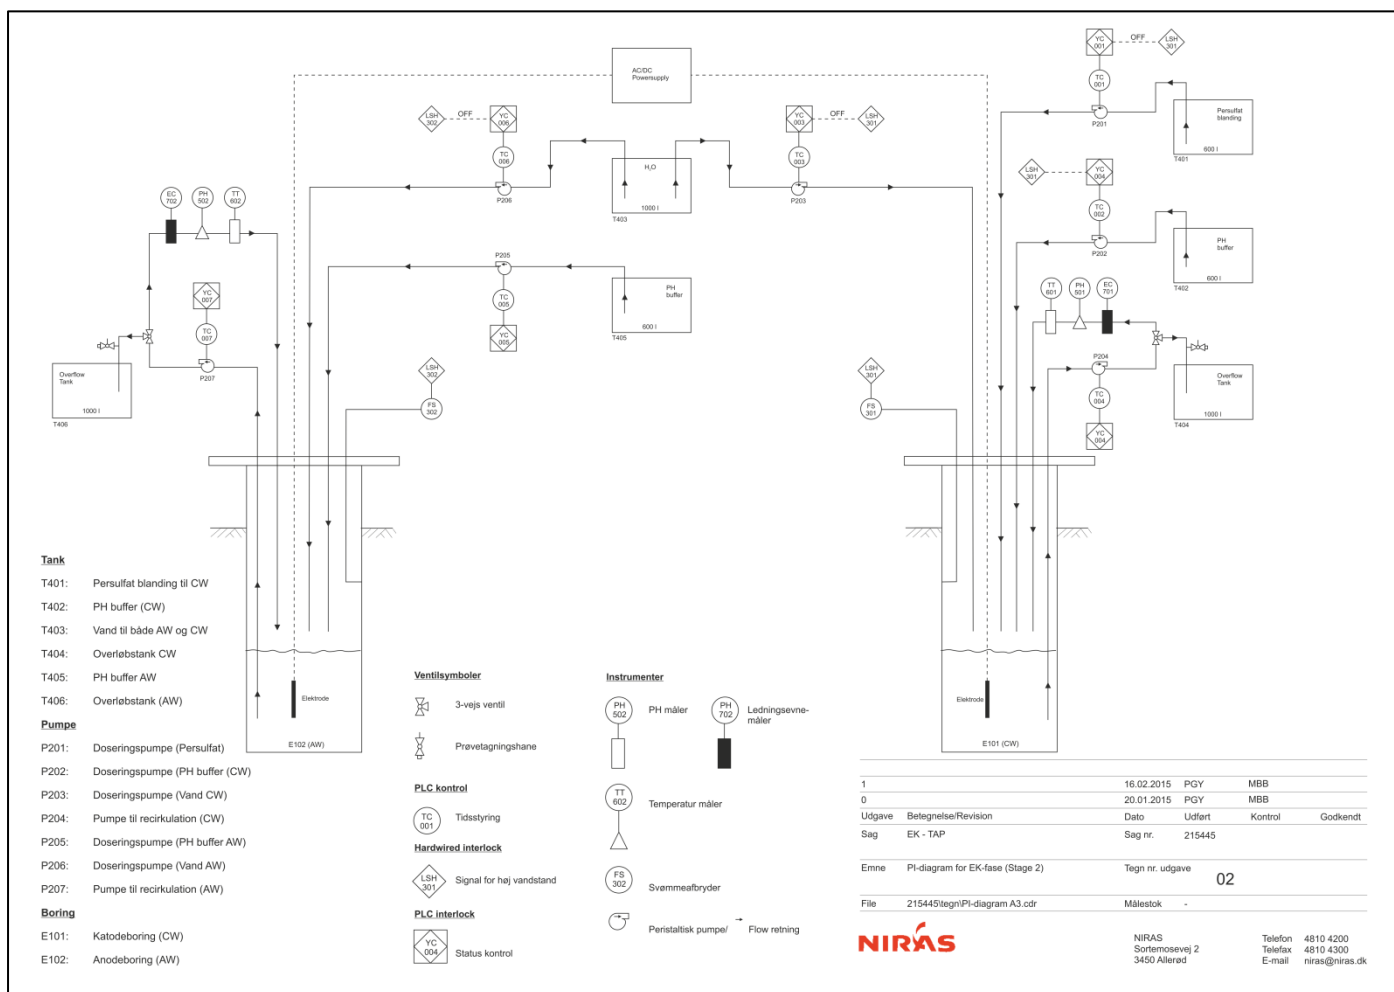 AC/DC
Powersupply
YC
001
OFF
LSH
301
TC
001
P201
Persulfat
blanding
600 l
T401
LSH
302
OFF
YC
006
TC
006
P206
YC
003
OFF
LSH
301
TC
003
P203
H₂O
1000 l
T403
LSH
301
YC
004
TC
002
P202
PH
buffer
600 l
T402
EC
702
PH
502
TT
602
YC
007
TC
007
P207
Overflow
Tank
1000 l
T406
P205
TC
005
YC
005
PH
buffer
600 l
T405
LSH
302
FS
302
LSH
301
FS
301
TT
601
PH
501
EC
701
P204
TC
004
YC
004
Overflow
Tank
1000 l
T404
Elektrode
E102 (AW)
Elektrode
E101 (CW)
Tank
T401: Persulfat blanding til CW
T402: PH buffer (CW)
T403: Vand til både AW og CW
T404: Overløbstank CW
T405: PH buffer AW
T406: Overløbstank (AW)
Pumpe
P201: Doseringspumpe (Persulfat)
P202: Doseringspumpe (PH buffer (CW)
P203: Doseringspumpe (Vand CW)
P204: Pumpe til recirkulation (CW)
P205: Doseringspumpe (PH buffer AW)
P206: Doseringspumpe (Vand AW)
P207: Pumpe til recirkulation (AW)
Boring
E101: Katodeboring (CW)
E102: Anodeboring (AW)
Ventilsymboler
3-vejs ventil
Prøvetagningshane
PLC kontrol
TC
001
Tidsstyring
Hardwired interlock
LSH
301
Signal for høj vandstand
PLC interlock
YC
004
Status kontrol
Instrumenter
PH
502
PH måler
PH
702
Ledningsevne-
måler
TT
602
Temperatur måler
FS
302
Svømmeafbryder
Peristaltisk pumpe/ Flow retning
1 16.02.2015 PGY MBB
0 20.01.2015 PGY MBB
Udgave Betegnelse/Revision Dato Udført Kontrol Godkendt
Sag EK - TAP Sag nr. 215445
Emne PI-diagram for EK-fase (Stage 2) Tegn nr. udgave
02
File 215445\tegn\PI-diagram A3.cdr Målestok -
NIRAS
NIRAS Telefon 4810 4200
Sortemosevej 2 Telefax 4810 4300
3450 Allerød E-mail niras@niras.dk